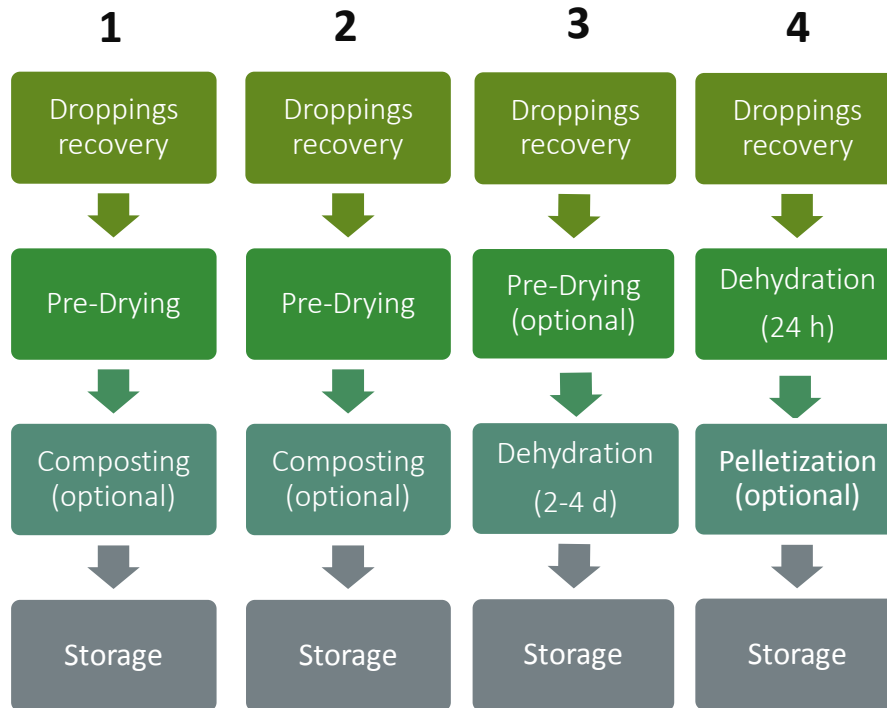 1
2
3
4
Droppings
recovery
Droppings
recovery
Droppings
recovery
Droppings
recovery
Pre-Drying
Pre-Drying
Pre-Drying
(optional)
Dehydration
(24 h)
Composting
(optional)
Composting
(optional)
Dehydration
(2-4 d)
Pelletization
(optional)
Storage
Storage
Storage
Storage